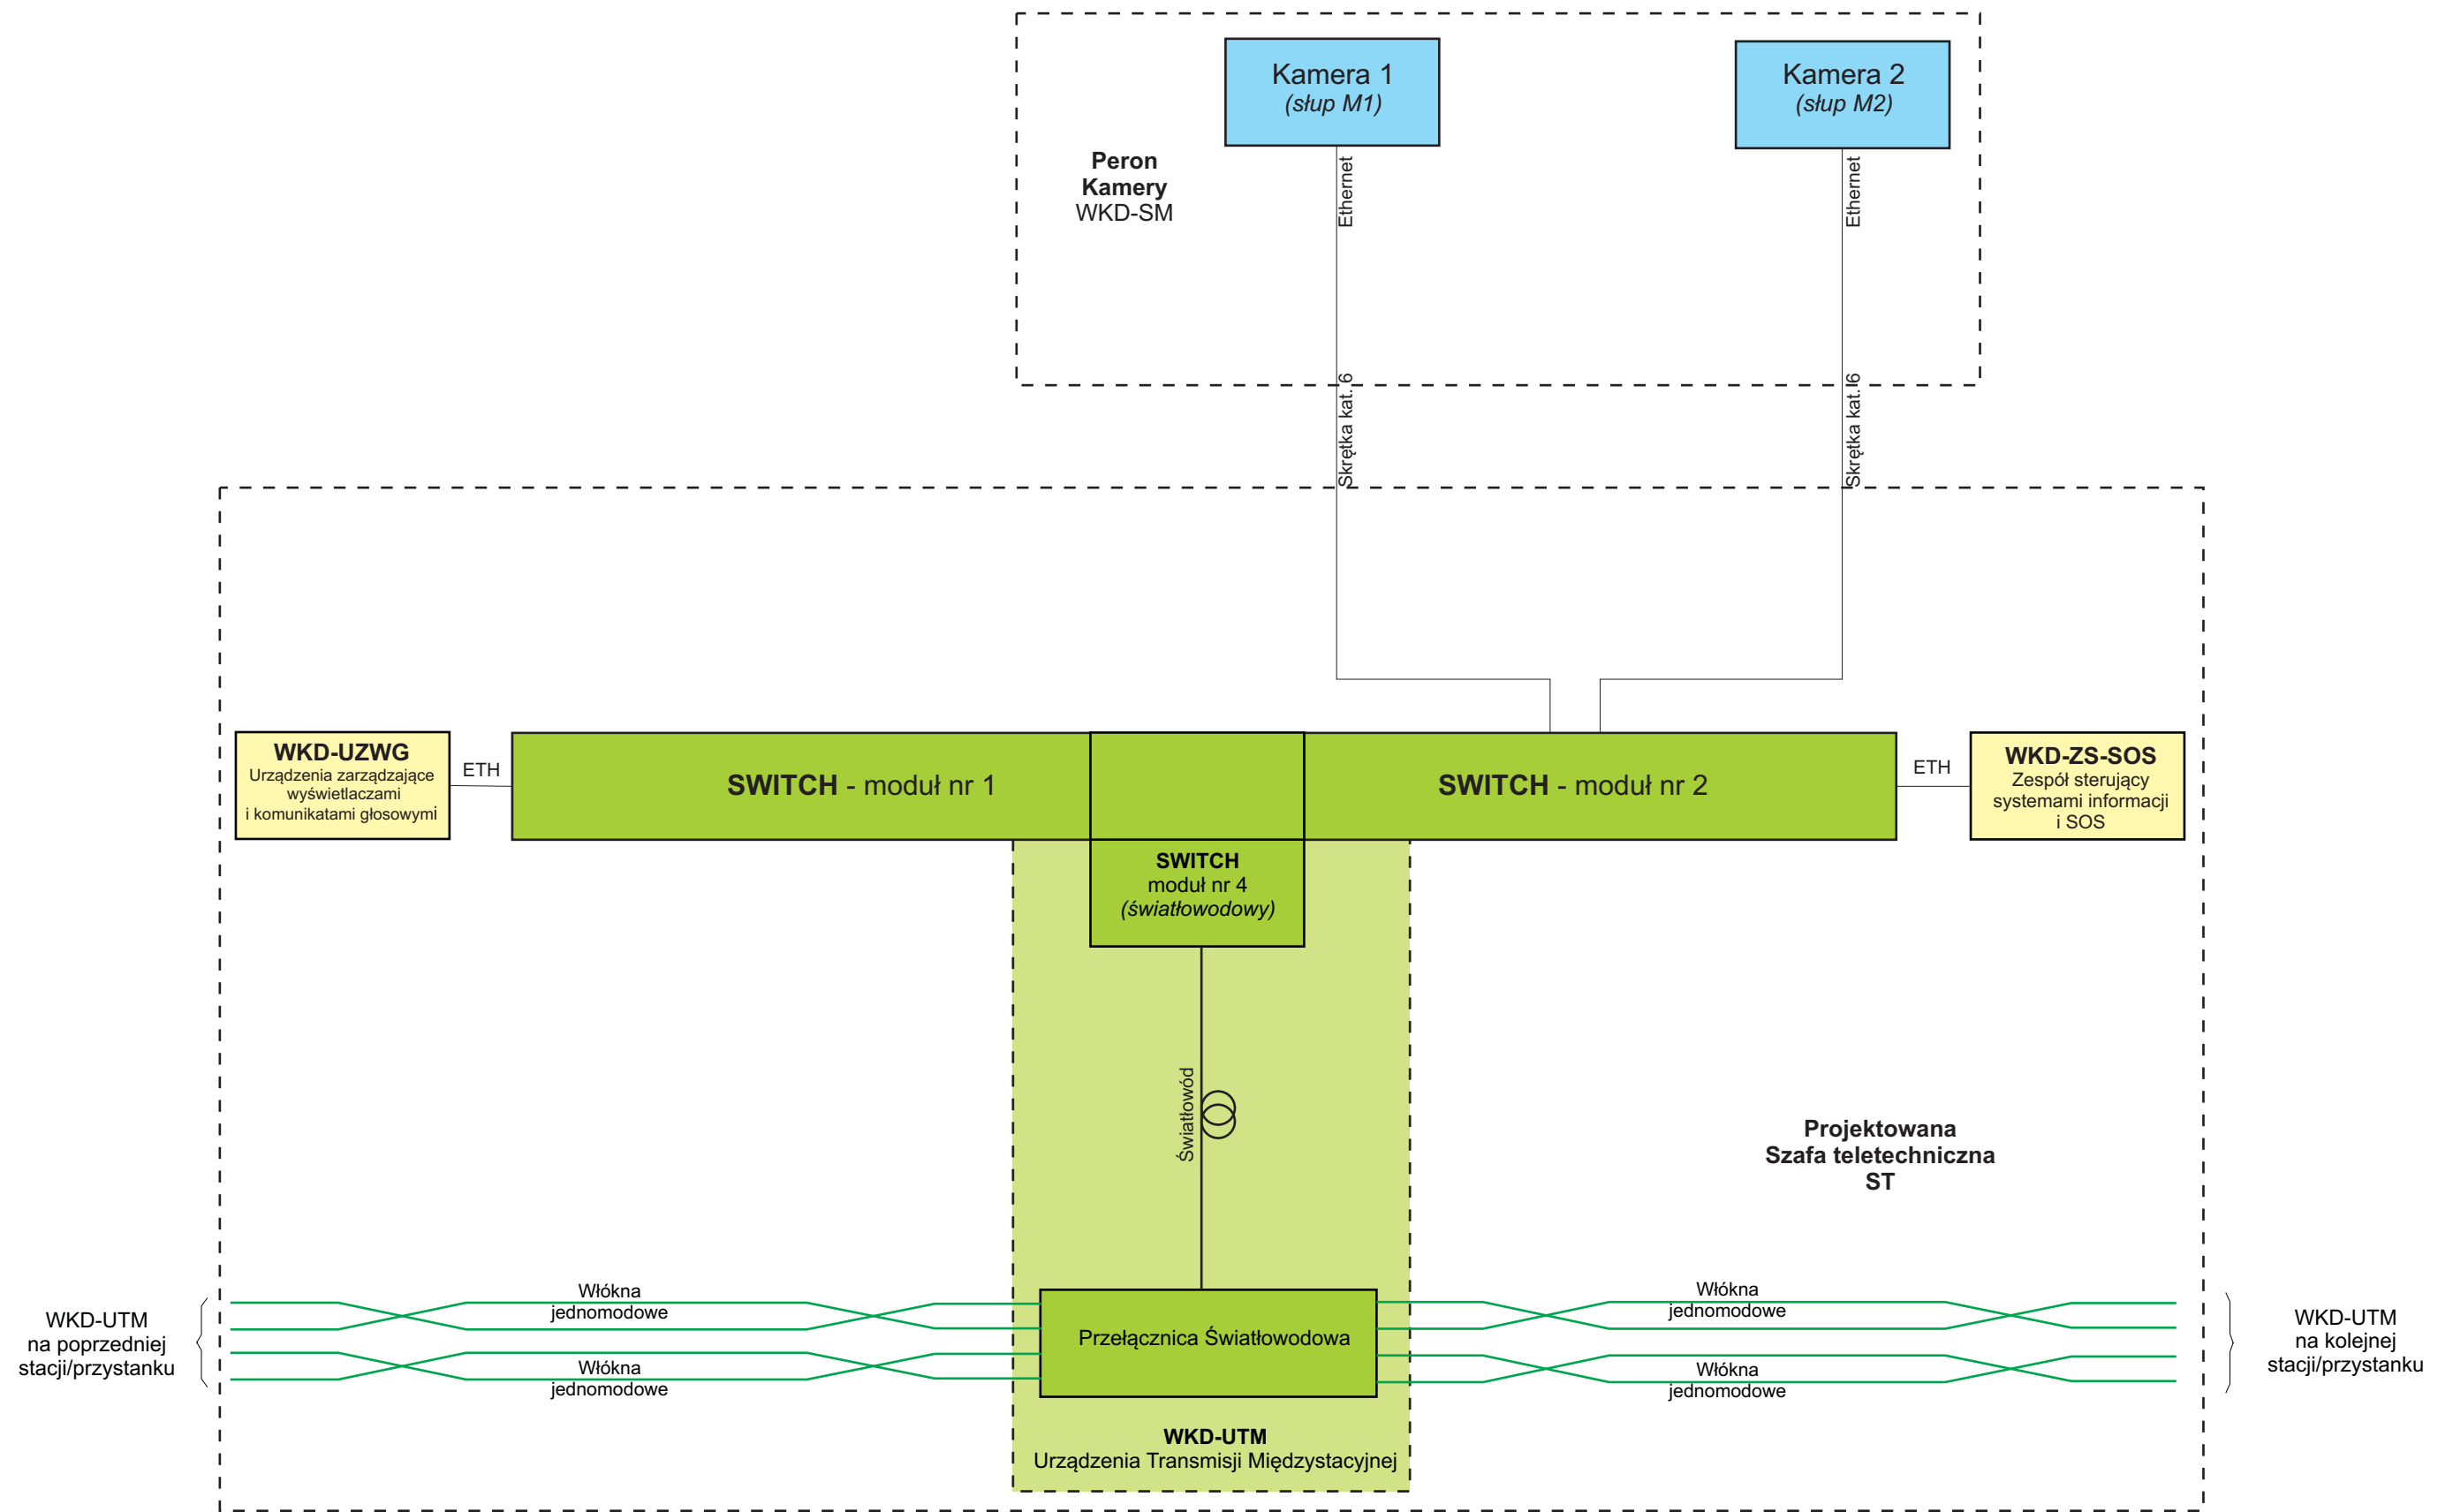 Kamera 1
(słup M1)
Kamera 2
(słup M2)
Peron
Kamery
WKD-SM
Ethernet
Ethernet
Skrętka kat. 6
Skrętka kat. 6
WKD-UZWG
Urządzenia zarządzające
wyświetlaczami
i komunikatami głosowymi
ETH
SWITCH - moduł nr 1
SWITCH - moduł nr 2
ETH
WKD-ZS-SOS
Zespół sterujący
systemami informacji
i SOS
SWITCH
moduł nr 4
(światłowodowy)
Światłowód
Projektowana
Szafa teletechniczna
ST
WKD-UTM
na poprzedniej
stacji/przystanku
Włókna
jednomodowe
Włókna
jednomodowe
Przełącznica Światłowodowa
Włókna
jednomodowe
Włókna
jednomodowe
WKD-UTM
na kolejnej
stacji/przystanku
WKD-UTM
Urządzenia Transmisji Międzystacyjnej